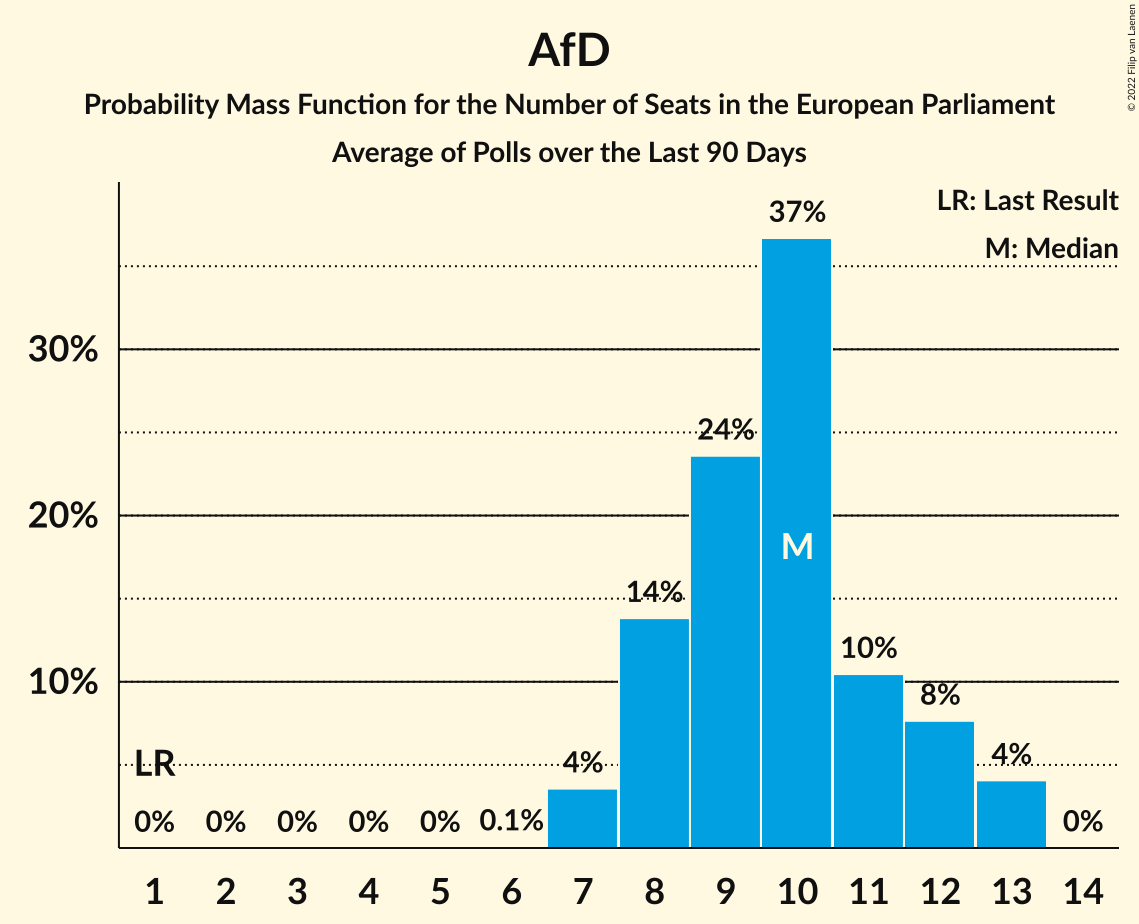 AfD
Probability Mass Function for the Number of Seats in the European Parliament
Average of Polls over the Last 90 Days
© 2022 Filip van Laenen
LR: Last Result
M: Median
37%
30%
24%
20%
M
14%
10%
10%
8%
LR
4%
4%
0% 0% 0% 0% 0% 0.1% 0%
1 2 3 4 5 6 7 8 9 10 11 12 13 14